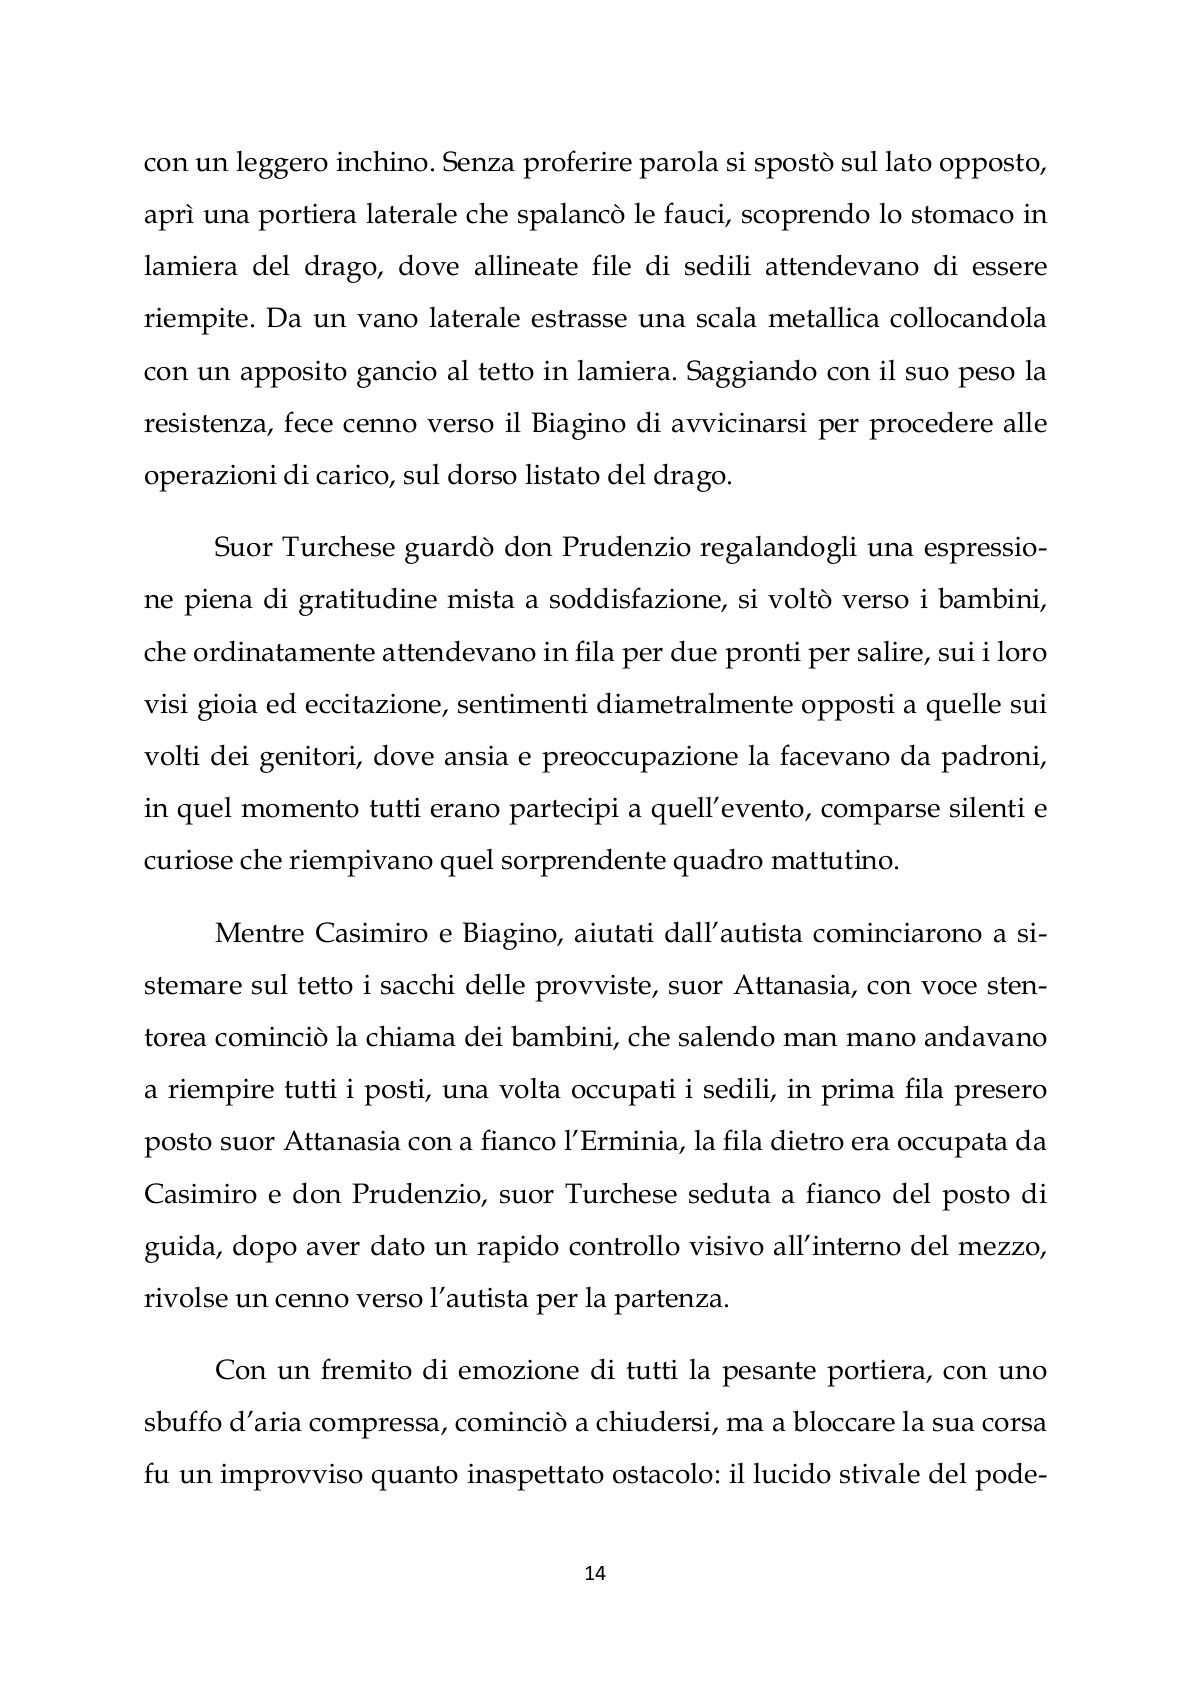 con un leggero inchino. Senza proferire parola si spostò sul lato opposto,
aprì una portiera laterale che spalancò le fauci, scoprendo lo stomaco in
lamiera del drago, dove allineate file di sedili attendevano di essere
riempite. Da un vano laterale estrasse una scala metallica collocandola
con un apposito gancio al tetto in lamiera. Saggiando con il suo peso la
resistenza, fece cenno verso il Biagino di avvicinarsi per procedere alle
operazioni di carico, sul dorso listato del drago.
Suor Turchese guardò don Prudenzio regalandogli una espressio-
ne piena di gratitudine mista a soddisfazione, si voltò verso i bambini,
che ordinatamente attendevano in fila per due pronti per salire, sui i loro
visi gioia ed eccitazione, sentimenti diametralmente opposti a quelle sui
volti dei genitori, dove ansia e preoccupazione la facevano da padroni,
in quel momento tutti erano partecipi a quell’evento, comparse silenti e
curiose che riempivano quel sorprendente quadro mattutino.
Mentre Casimiro e Biagino, aiutati dall’autista cominciarono a si-
stemare sul tetto i sacchi delle provviste, suor Attanasia, con voce sten-
torea cominciò la chiama dei bambini, che salendo man mano andavano
a riempire tutti i posti, una volta occupati i sedili, in prima fila presero
posto suor Attanasia con a fianco l’Erminia, la fila dietro era occupata da
Casimiro e don Prudenzio, suor Turchese seduta a fianco del posto di
guida, dopo aver dato un rapido controllo visivo all’interno del mezzo,
rivolse un cenno verso l’autista per la partenza.
Con un fremito di emozione di tutti la pesante portiera, con uno
sbuffo d’aria compressa, cominciò a chiudersi, ma a bloccare la sua corsa
fu un improvviso quanto inaspettato ostacolo: il lucido stivale del pode-
14